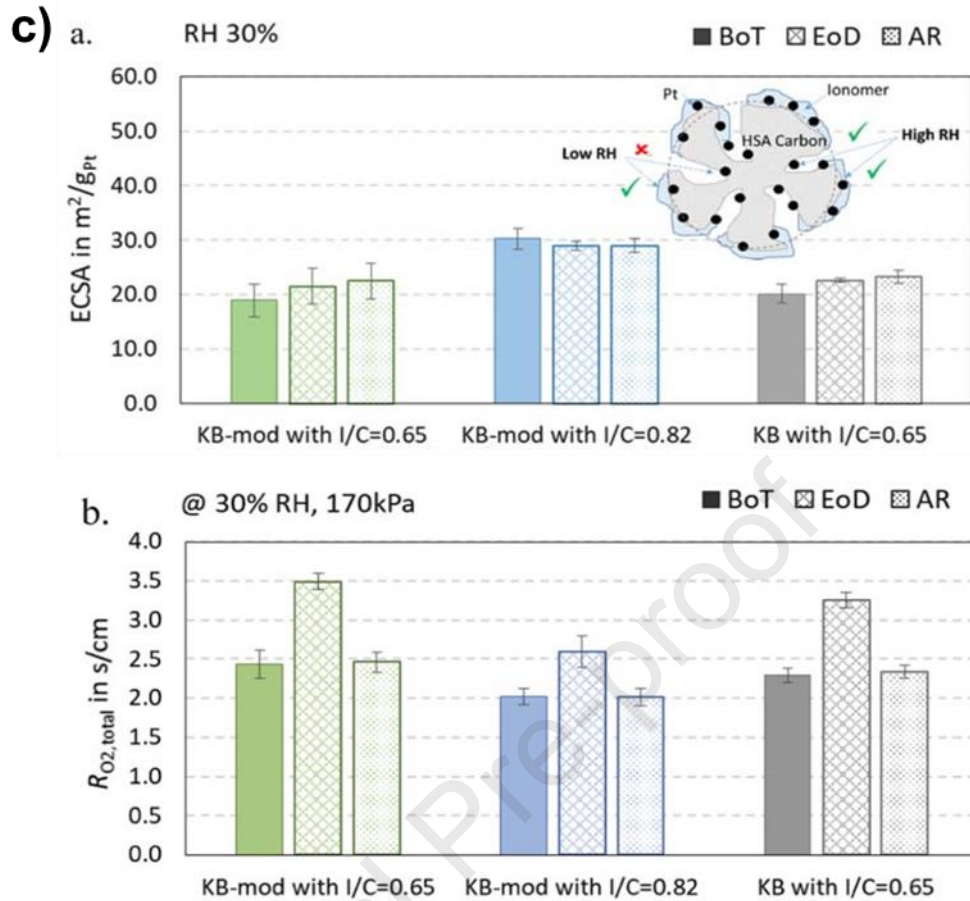 c) a. RH 30% BoT EoD AR
60.0
50.0
40.0
30.0
20.0
10.0
0.0
ECSA in m²/gPt
Pt
Ionomer
HSA Carbon
Low RH
High RH
KB-mod with I/C=0.65 KB-mod with I/C=0.82 KB with I/C=0.65
b. @ 30% RH, 170kPa BoT EoD AR
4.0
3.5
3.0
2.5
2.0
1.5
1.0
0.5
0.0
RO2,total in s/cm
KB-mod with I/C=0.65 KB-mod with I/C=0.82 KB with I/C=0.65
Pre-proof